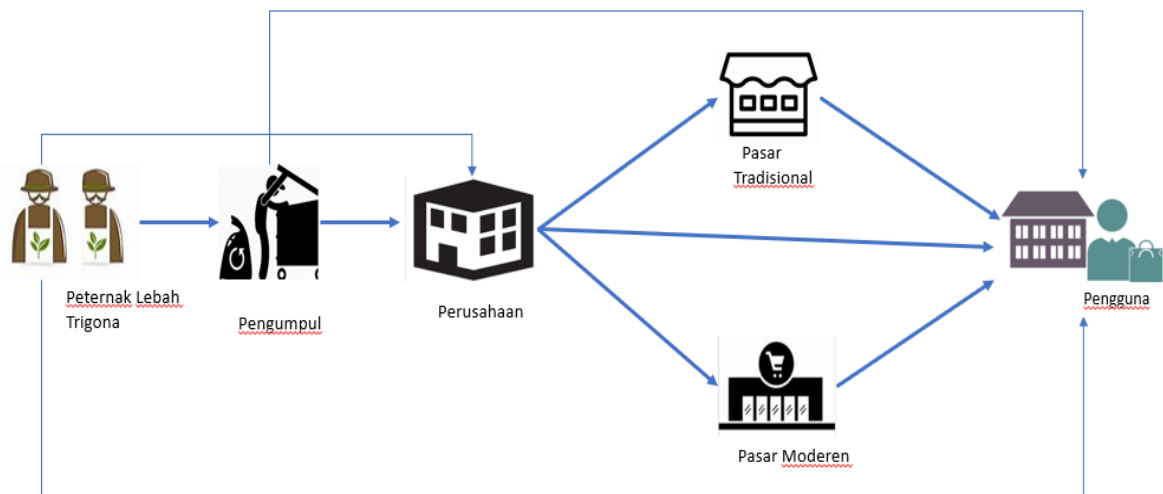 Peternak Lebah
Trigona
Pengumpul
Perusahaan
Pasar
Tradisional
Pasar Moderen
Pengguna